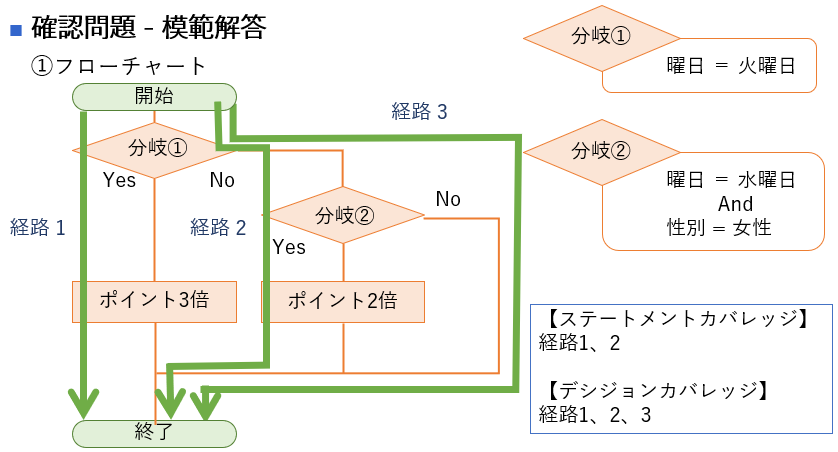 確認問題 - 模範解答
①フローチャート
開始
分岐①
Yes
No
分岐②
Yes
No
ポイント3倍
ポイント2倍
終了
経路 1
経路 2
経路 3
分岐①
曜日 = 火曜日
分岐②
曜日 = 水曜日
And
性別 = 女性
【ステートメントカバレッジ】
経路1、2
【デシジョンカバレッジ】
経路1、2、3